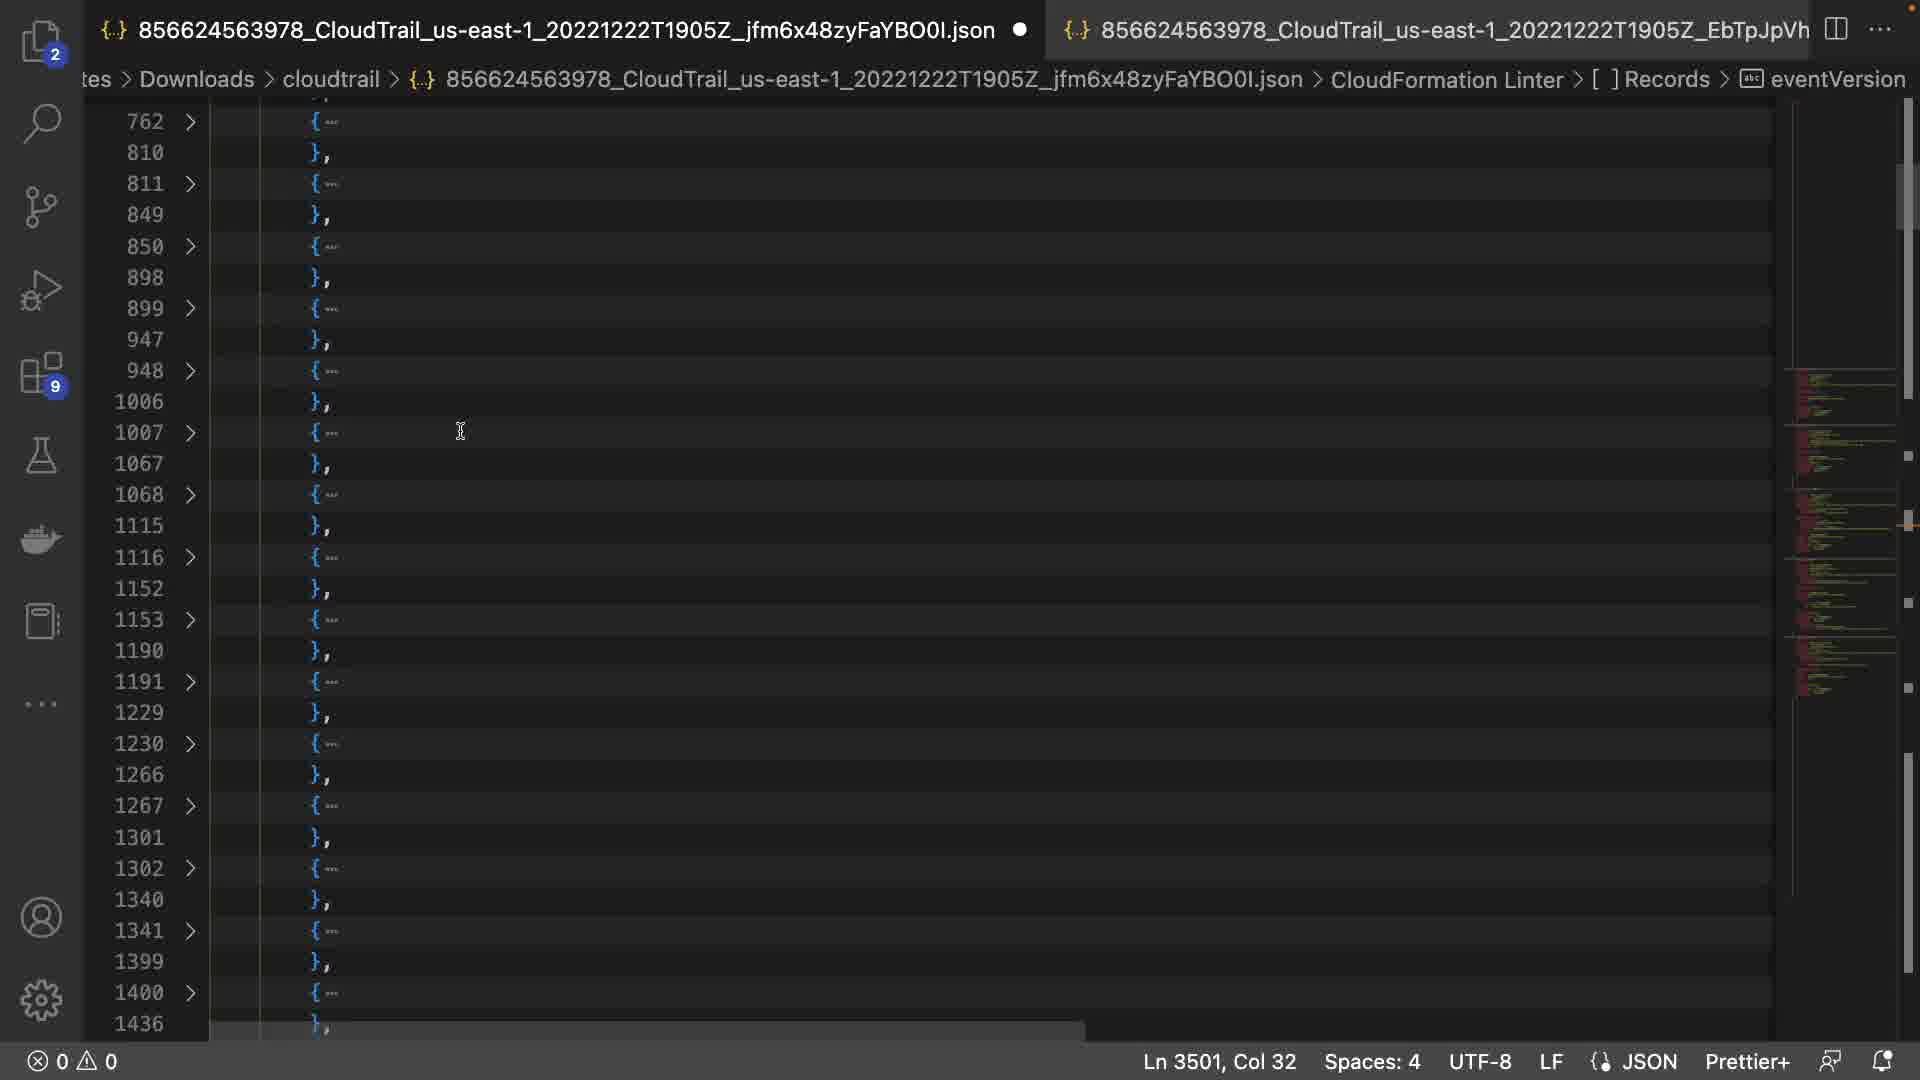 {..} 856624563978_CloudTrail_us-east-1_20221222T1905Z_jfm6x48zyFaYBO0I.json ● {..} 856624563978_CloudTrail_us-east-1_20221222T1905Z_EbTpJpVh
tes > Downloads > cloudtrail > {..} 856624563978_CloudTrail_us-east-1_20221222T1905Z_jfm6x48zyFaYBO0I.json > CloudFormation Linter > [ ] Records > abc eventVersion
2
9
762 > {···
810 },
811 > {···
849 },
850 > {···
898 },
899 > {···
947 },
948 > {···
1006 },
1007 > {···
1067 },
1068 > {···
1115 },
1116 > {···
1152 },
1153 > {···
1190 },
1191 > {···
1229 },
1230 > {···
1266 },
1267 > {···
1301 },
1302 > {···
1340 },
1341 > {···
1399 },
1400 > {···
1436 },
0 0 Ln 3501, Col 32 Spaces: 4 UTF-8 LF JSON Prettier+